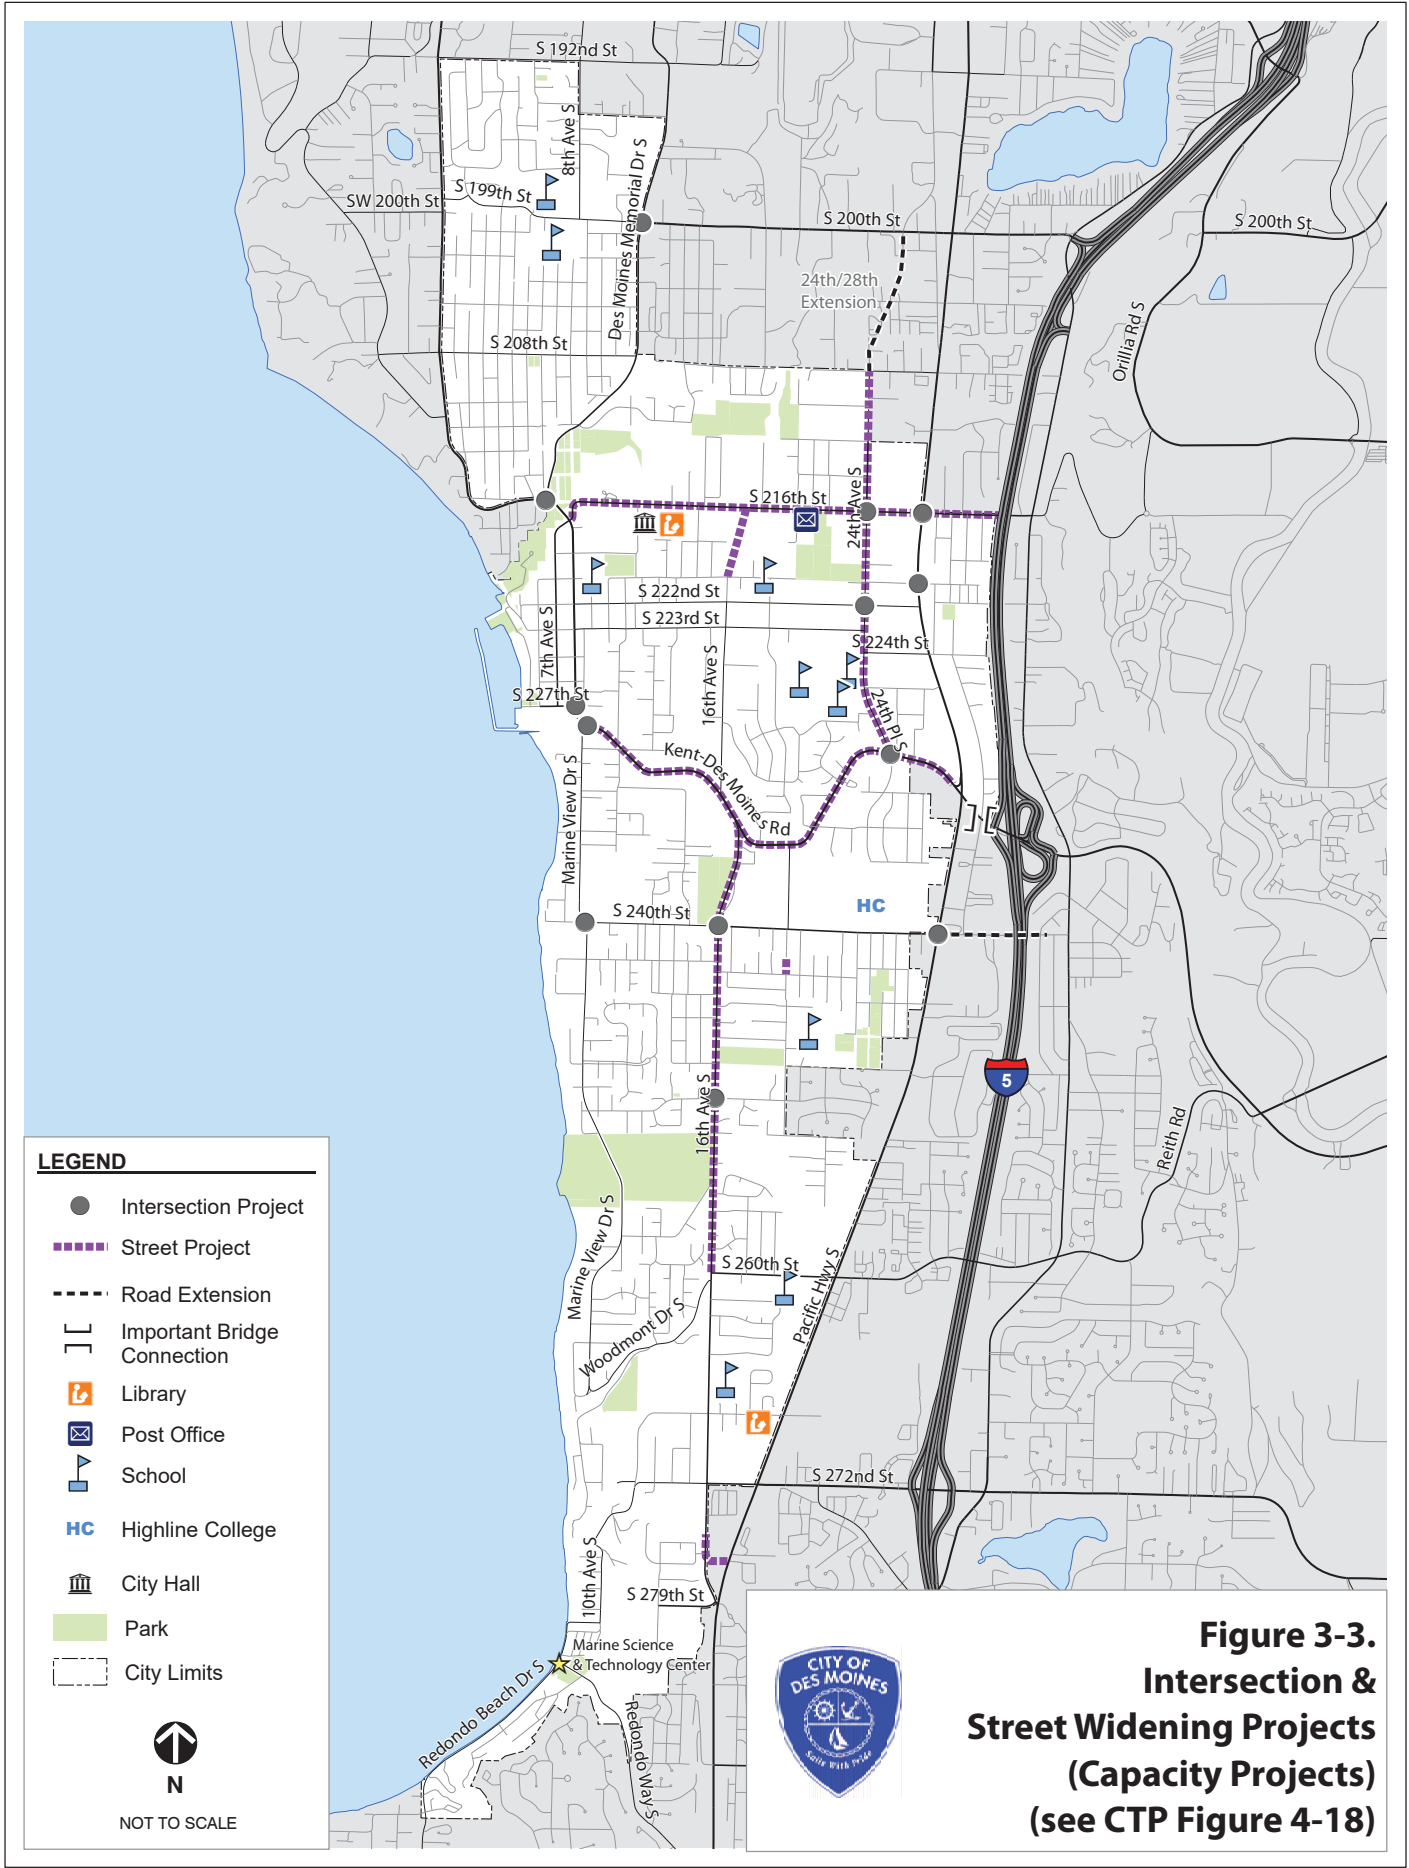 S 192nd St
8th Ave S
Des Moines Memorial Dr S
S 199th St
SW 200th St
S 200th St
S 200th St
24th/28th
Extension
Orillia Rd S
S 208th St
S 216th St
24th Ave S
S 222nd St
S 223rd St
S 224th St
7th Ave S
16th Ave S
S 227th St
24th Pl S
Kent-Des Moines Rd
Marine View Dr S
HC
S 240th St
5
16th Ave S
Reith Rd
Marine View Dr S
S 260th St
Pacific Hwy S
Woodmont Dr S
S 272nd St
10th Ave S
S 279th St
Marine Science
& Technology Center
Redondo Beach Dr S
Redondo Way S
LEGEND
Intersection Project
Street Project
Road Extension
Important Bridge
Connection
Library
Post Office
School
HC Highline College
City Hall
Park
City Limits
N
NOT TO SCALE
CITY OF
DES MOINES
Sails With Pride
Figure 3-3.
Intersection &
Street Widening Projects
(Capacity Projects)
(see CTP Figure 4-18)